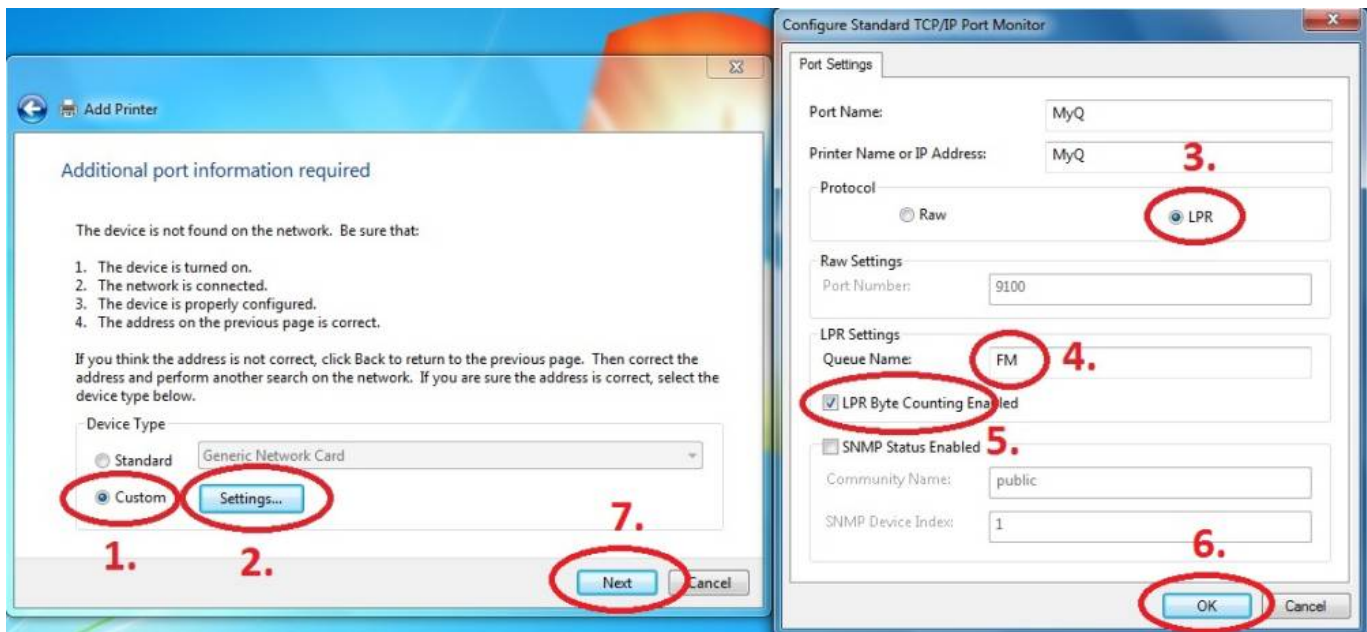 Add Printer
Additional port information required
The device is not found on the network. Be sure that:
1. The device is turned on.
2. The network is connected.
3. The device is properly configured.
4. The address on the previous page is correct.
If you think the address is not correct, click Back to return to the previous page. Then correct the
address and perform another search on the network. If you are sure the address is correct, select the
device type below.
Device Type
Standard Generic Network Card
Custom Settings...
1. 2. 7.
Next Cancel
Configure Standard TCP/IP Port Monitor
Port Settings
Port Name: MyQ
Printer Name or IP Address: MyQ
3.
Protocol
Raw LPR
Raw Settings
Port Number: 9100
LPR Settings
Queue Name: FM 4.
LPR Byte Counting Enabled
SNMP Status Enabled 5.
Community Name: public
SNMP Device Index: 1
6.
OK Cancel